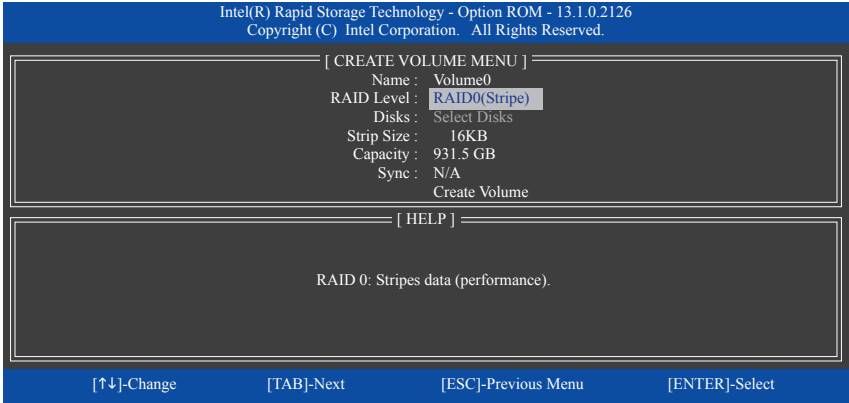 Intel(R) Rapid Storage Technology - Option ROM - 13.1.0.2126
Copyright (C) Intel Corporation. All Rights Reserved.
[ CREATE VOLUME MENU ]
Name : Volume0
RAID Level : RAID0(Stripe)
Disks : Select Disks
Strip Size : 16KB
Capacity : 931.5 GB
Sync : N/A
Create Volume
[ HELP ]
RAID 0: Stripes data (performance).
[↑↓]-Change [TAB]-Next [ESC]-Previous Menu [ENTER]-Select